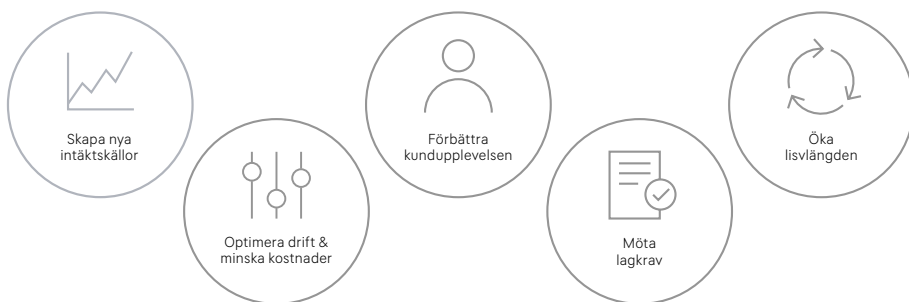 Skapa nya
intäktskällor
Optimera drift &
minska kostnader
Förbättra
kundupplevelsen
Möta
lagkrav
Öka
lisvlängden